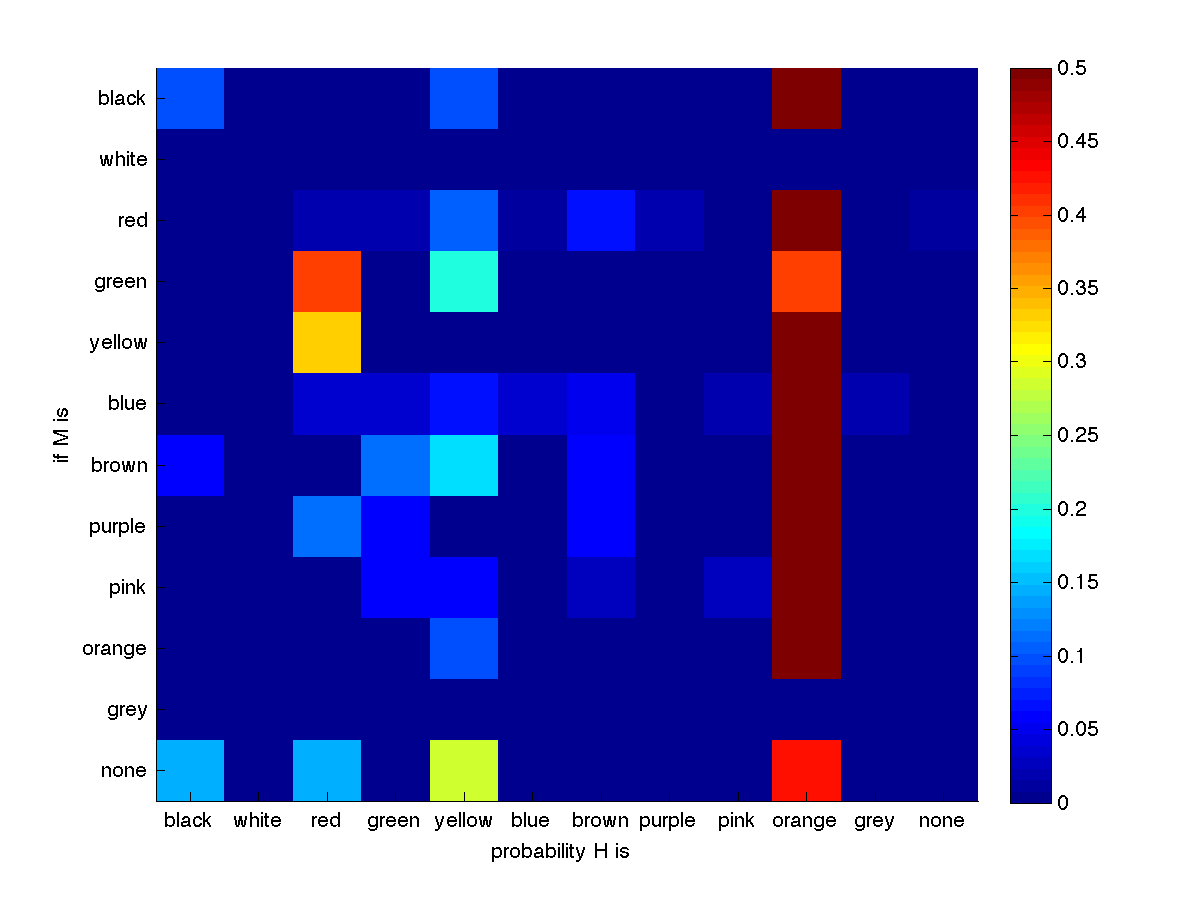 black
white
red
green
yellow
blue
brown
purple
pink
orange
grey
none
if M is
black white red green yellow blue brown purple pink orange grey none
probability H is
0.5
0.45
0.4
0.35
0.3
0.25
0.2
0.15
0.1
0.05
0